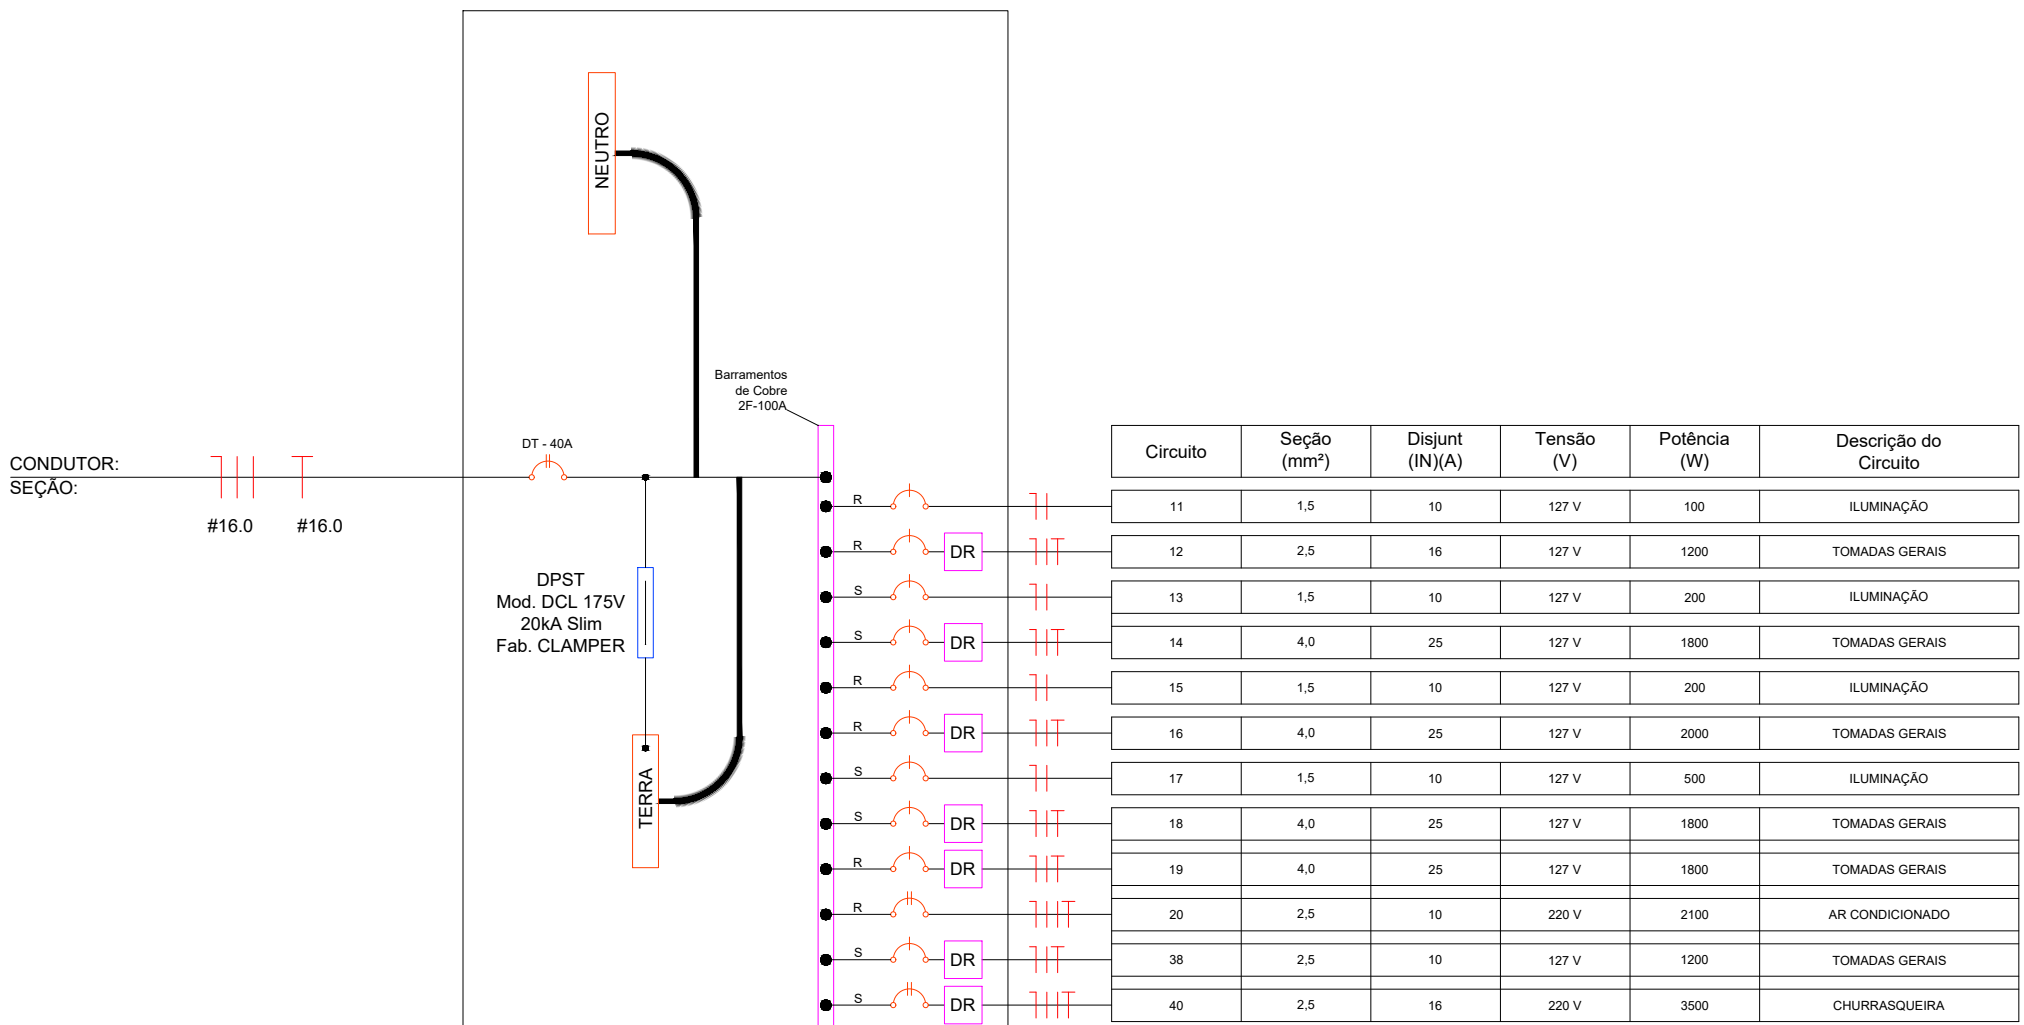 NEUTRO
Barramentos
de Cobre
2F-100A
DT - 40A
CONDUTOR:
SEÇÃO:
#16.0 #16.0
DPST
Mod. DCL 175V
20kA Slim
Fab. CLAMPER
TERRA
Circuito Seção (mm²) Disjunt (IN)(A) Tensão (V) Potência (W) Descrição do Circuito
R 11 1,5 10 127 V 100 ILUMINAÇÃO
R DR 12 2,5 16 127 V 1200 TOMADAS GERAIS
S 13 1,5 10 127 V 200 ILUMINAÇÃO
S DR 14 4,0 25 127 V 1800 TOMADAS GERAIS
R 15 1,5 10 127 V 200 ILUMINAÇÃO
R DR 16 4,0 25 127 V 2000 TOMADAS GERAIS
S 17 1,5 10 127 V 500 ILUMINAÇÃO
S DR 18 4,0 25 127 V 1800 TOMADAS GERAIS
R DR 19 4,0 25 127 V 1800 TOMADAS GERAIS
R 20 2,5 10 220 V 2100 AR CONDICIONADO
S DR 38 2,5 10 127 V 1200 TOMADAS GERAIS
S DR 40 2,5 16 220 V 3500 CHURRASQUEIRA